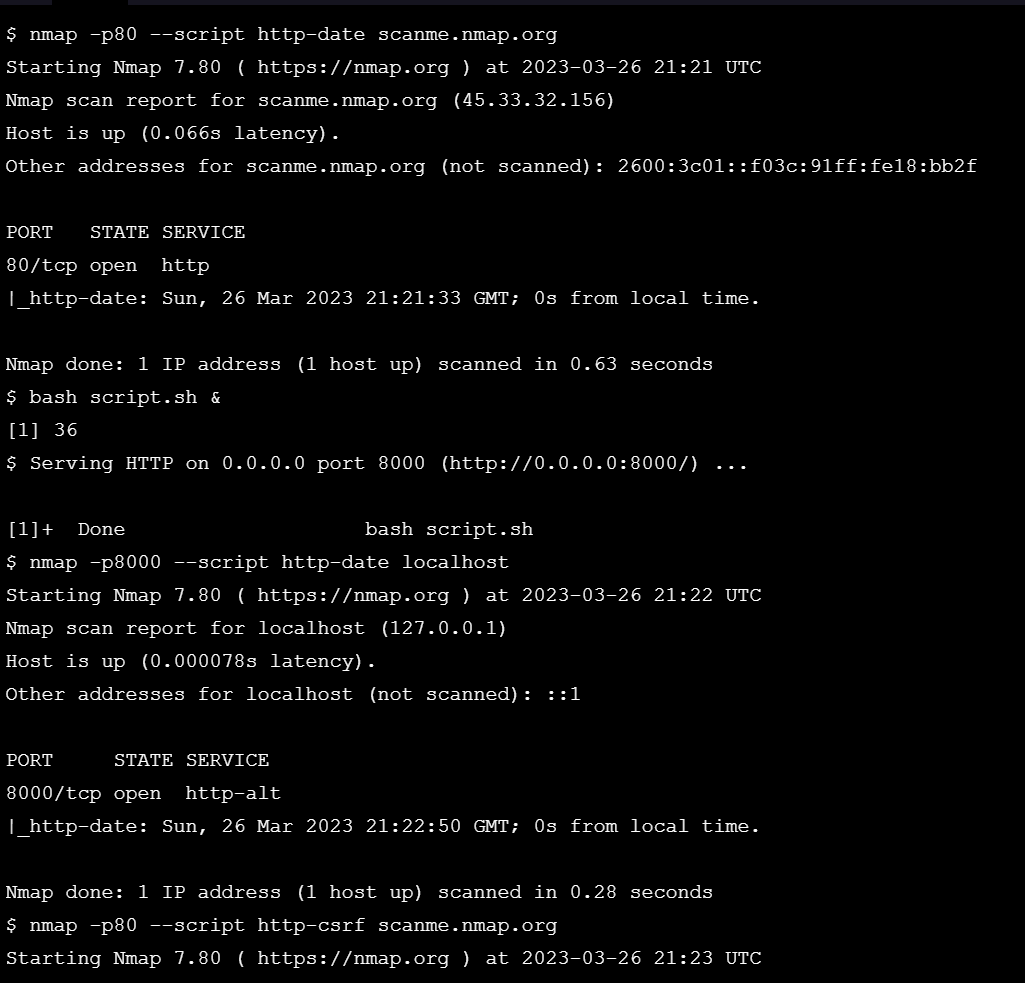 $ nmap -p80 --script http-date scanme.nmap.org
Starting Nmap 7.80 ( https://nmap.org ) at 2023-03-26 21:21 UTC
Nmap scan report for scanme.nmap.org (45.33.32.156)
Host is up (0.066s latency).
Other addresses for scanme.nmap.org (not scanned): 2600:3c01::f03c:91ff:fe18:bb2f

PORT   STATE SERVICE
80/tcp open  http
|_http-date: Sun, 26 Mar 2023 21:21:33 GMT; 0s from local time.

Nmap done: 1 IP address (1 host up) scanned in 0.63 seconds
$ bash script.sh &
[1] 36
$ Serving HTTP on 0.0.0.0 port 8000 (http://0.0.0.0:8000/) ...

[1]+  Done                    bash script.sh
$ nmap -p8000 --script http-date localhost
Starting Nmap 7.80 ( https://nmap.org ) at 2023-03-26 21:22 UTC
Nmap scan report for localhost (127.0.0.1)
Host is up (0.000078s latency).
Other addresses for localhost (not scanned): ::1

PORT     STATE SERVICE
8000/tcp open  http-alt
|_http-date: Sun, 26 Mar 2023 21:22:50 GMT; 0s from local time.

Nmap done: 1 IP address (1 host up) scanned in 0.28 seconds
$ nmap -p80 --script http-csrf scanme.nmap.org
Starting Nmap 7.80 ( https://nmap.org ) at 2023-03-26 21:23 UTC